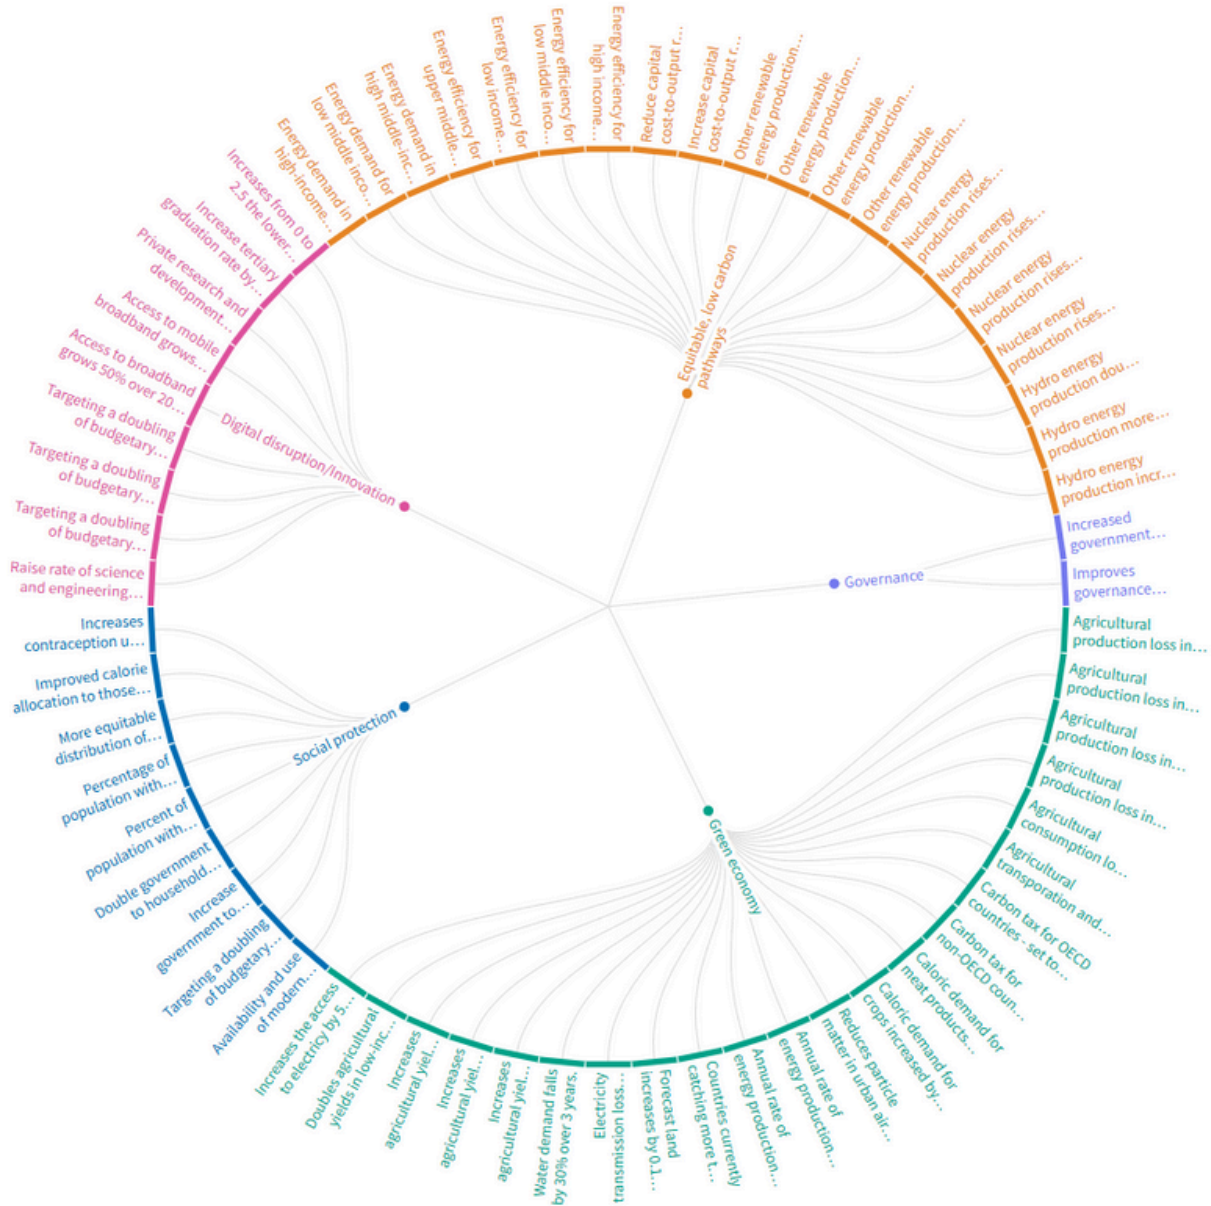 Energy demand in
high-income...
Energy demand for
low middle inco...
Energy demand in
high middle-inc...
Energy efficiency for
upper middle...
Energy efficiency for
low income...
Energy efficiency for
low middle inco...
Energy efficiency for
high income...
Reduce capital
cost-to-output r...
Increase capital
cost-to-output r...
Other renewable
energy production...
Other renewable
energy production...
Other renewable
energy production...
Other renewable
energy production...
Nuclear energy
production rises...
Nuclear energy
production rises...
Nuclear energy
production rises...
Nuclear energy
production rises...
Hydro energy
production dou...
Hydro energy
production more...
Hydro energy
production incr...
Equitable, low carbon
pathways
Increased
government...
Improves
governance...
Governance
Agricultural
production loss in...
Agricultural
production loss in...
Agricultural
production loss in...
Agricultural
production loss in...
Agricultural
consumption lo...
Agricultural
transporation and...
Carbon tax for OECD
countries - set to...
Carbon tax for
non-OECD coun...
Caloric demand for
meat products...
Caloric demand for
crops increased by...
Reduces particle
matter in urban air...
Annual rate of
energy production...
Annual rate of
energy production...
Countries currently
catching more t...
Forecast land
increases by 0.1...
Electricity
transmission loss...
Water demand falls
by 30% over 3 years.
Increases
agricultural yiel...
Increases
agricultural yiel...
Increases
agricultural yiel...
Doubles agricultural
yields in low-inc...
Increases the access
to electricity by 5...
Green economy
Availability and use
of modern...
Targeting a doubling
of budgetary...
Increase
government to...
Double government
to household...
Percent of
population with...
Percentage of
population with...
More equitable
distribution of...
Improved calorie
allocation to those...
Increases
contraception u...
Social protection
Raise rate of science
and engineering...
Targeting a doubling
of budgetary...
Targeting a doubling
of budgetary...
Targeting a doubling
of budgetary...
Access to broadband
grows 50% over 20...
Access to mobile
broadband grows...
Private research and
development...
Increase tertiary
graduation rate by...
Increases from 0 to
2.5 the lower...
Digital disruption/Innovation